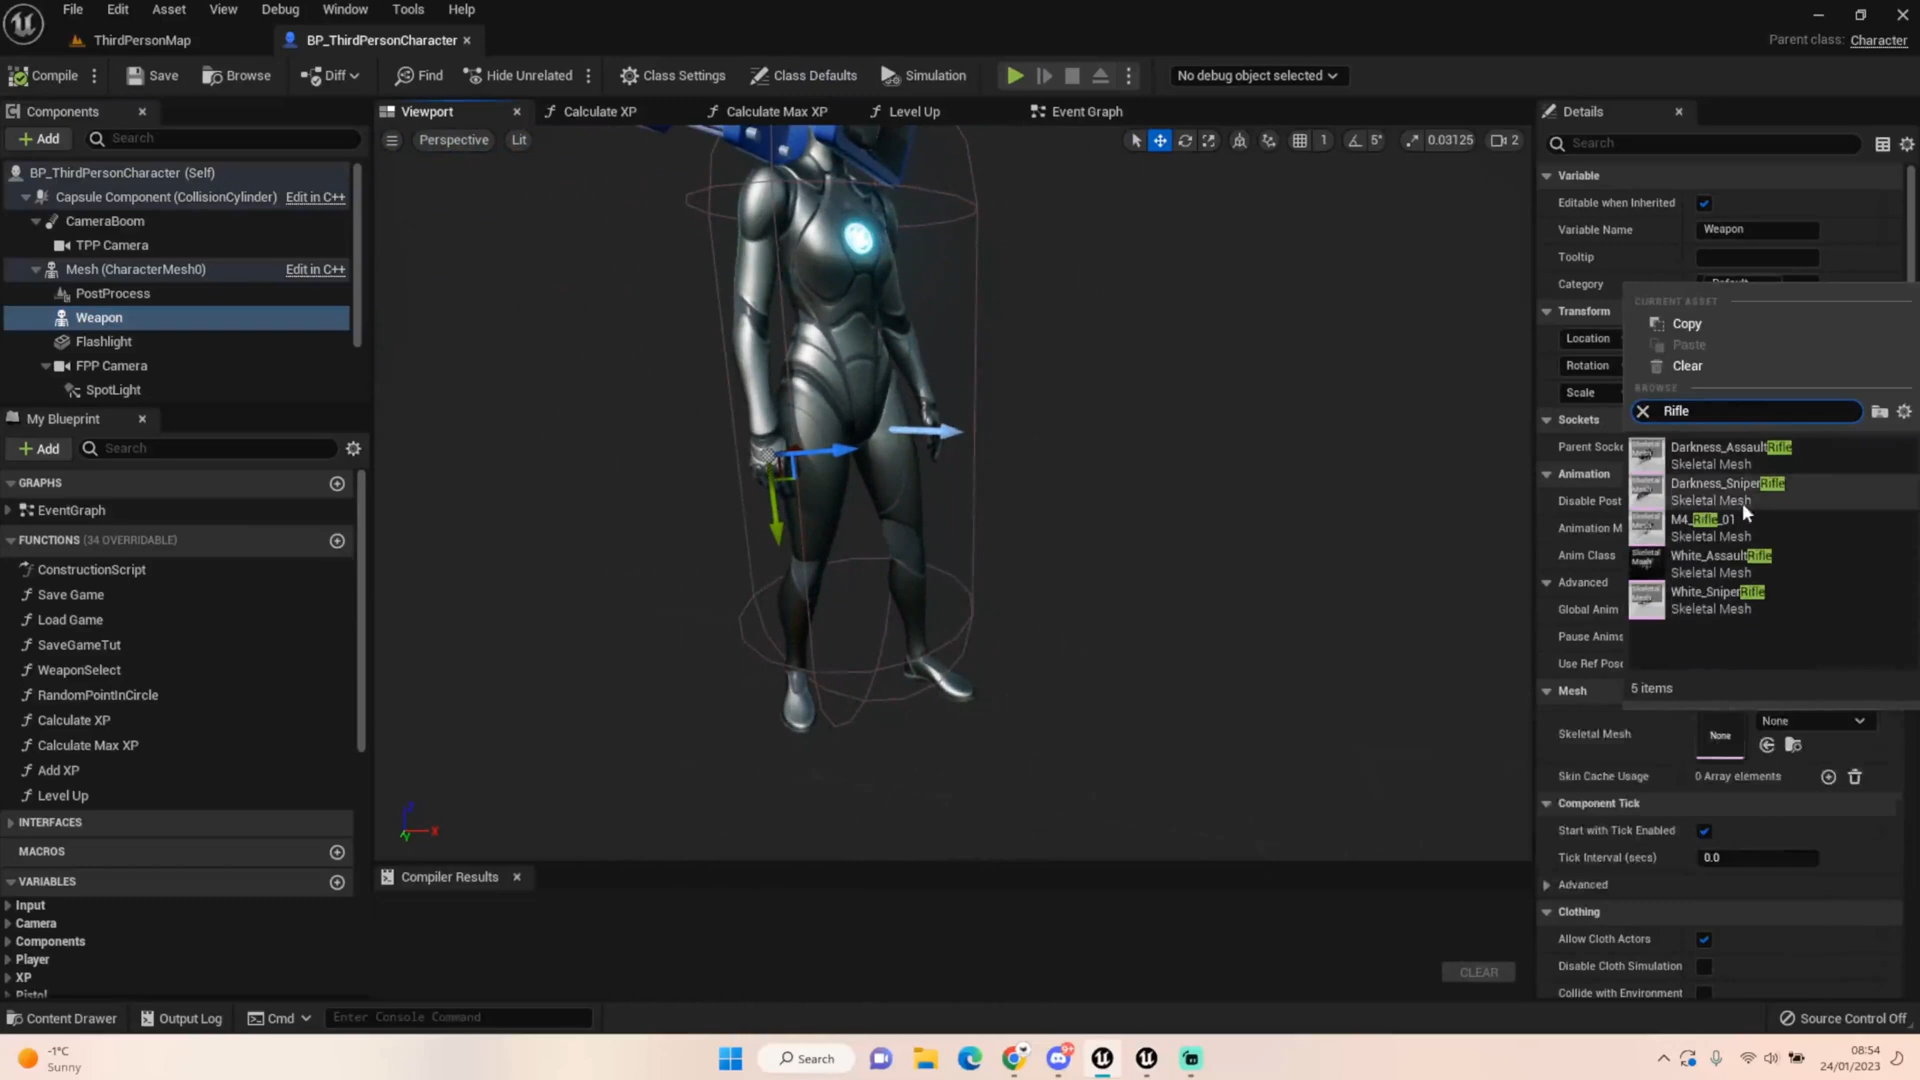 File Edit View Asset Debug Window Tools Help
ThirdPersonMap BP_ThirdPersonCharacter
Parent class: Character
Compile Save Browse Diff Find Hide Unrelated Class Settings Class Defaults Simulation No debug object selected
Components
Add Search
BP_ThirdPersonCharacter (Self)
Capsule Component (CollisionCylinder) Edit in C++
CameraBoom
TPP Camera
Mesh (CharacterMesh0) Edit in C++
PostProcess
Weapon
Flashlight
FPP Camera
SpotLight
My Blueprint
Add Search
GRAPHS
EventGraph
FUNCTIONS (34 OVERRIDABLE)
ConstructionScript
Save Game
Load Game
SaveGameTut
WeaponSelect
RandomPointInCircle
Calculate XP
Calculate Max XP
Add XP
Level Up
INTERFACES
MACROS
VARIABLES
Input
Camera
Components
Player
XP
Pistol
Viewport Calculate XP Calculate Max XP Level Up Event Graph
Perspective Lit
1 5° 0.03125 2
X
Compiler Results
CLEAR
Details
Search
Variable
Editable when Inherited
Variable Name Weapon
Tooltip
Category Default
Transform
Location
Rotation
Scale
Sockets
Parent Socke
Animation
Disable Post
Animation M
Anim Class
Advanced
Global Anim
Pause Anima
Use Ref Pose
CURRENT ASSET
Copy
Paste
Clear
BROWSE
Rifle
Darkness_AssaultRifle
Skeletal Mesh
Darkness_SniperRifle
Skeletal Mesh
M4_Rifle_01
Skeletal Mesh
White_AssaultRifle
Skeletal Mesh
White_SniperRifle
Skeletal Mesh
5 items
Mesh
Skeletal Mesh None None
Skin Cache Usage 0 Array elements
Component Tick
Start with Tick Enabled
Tick Interval (secs) 0.0
Advanced
Clothing
Allow Cloth Actors
Disable Cloth Simulation
Collide with Environment
Content Drawer Output Log Cmd Enter Console Command Source Control Off
-1°C
Sunny
Search
9+
08:54
24/01/2023